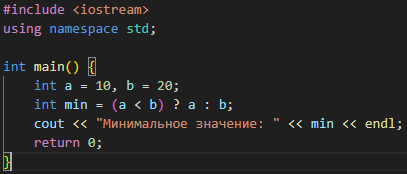 #include <iostream>
using namespace std;
int main() {
int a = 10, b = 20;
int min = (a < b) ? a : b;
cout << "Минимальное значение: " << min << endl;
return 0;
}